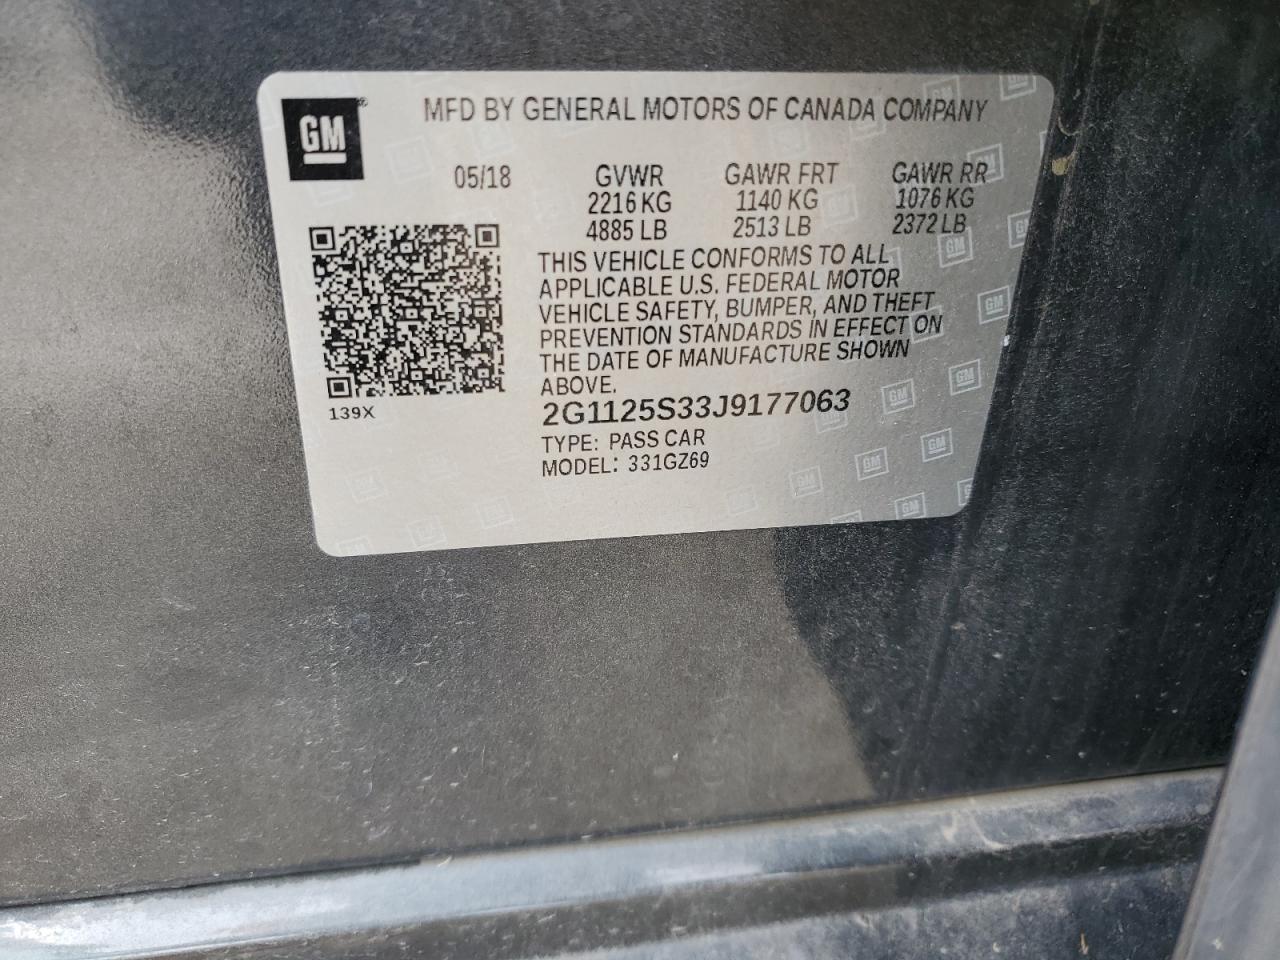 GM
MFD BY GENERAL MOTORS OF CANADA COMPANY
05/18 GVWR GAWR FRT GAWR RR
2216 KG 1140 KG 1076 KG
4885 LB 2513 LB 2372 LB
THIS VEHICLE CONFORMS TO ALL
APPLICABLE U.S. FEDERAL MOTOR
VEHICLE SAFETY, BUMPER, AND THEFT
PREVENTION STANDARDS IN EFFECT ON
THE DATE OF MANUFACTURE SHOWN
ABOVE.
139X
2G1125S33J9177063
TYPE: PASS CAR
MODEL: 331GZ69